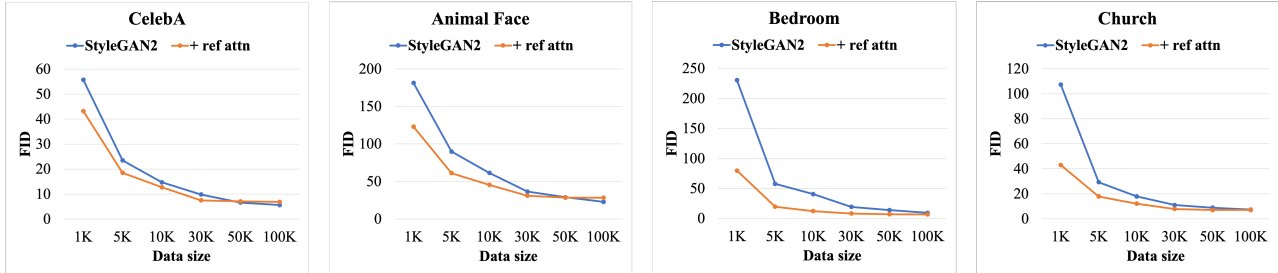 CelebA
StyleGAN2 + ref attn
60
50
40
30
20
10
0
FID
1K 5K 10K 30K 50K 100K
Data size
Animal Face
StyleGAN2 + ref attn
200
150
100
50
0
FID
1K 5K 10K 30K 50K 100K
Data size
Bedroom
StyleGAN2 + ref attn
250
200
150
100
50
0
FID
1K 5K 10K 30K 50K 100K
Data size
Church
StyleGAN2 + ref attn
120
100
80
60
40
20
0
FID
1K 5K 10K 30K 50K 100K
Data size